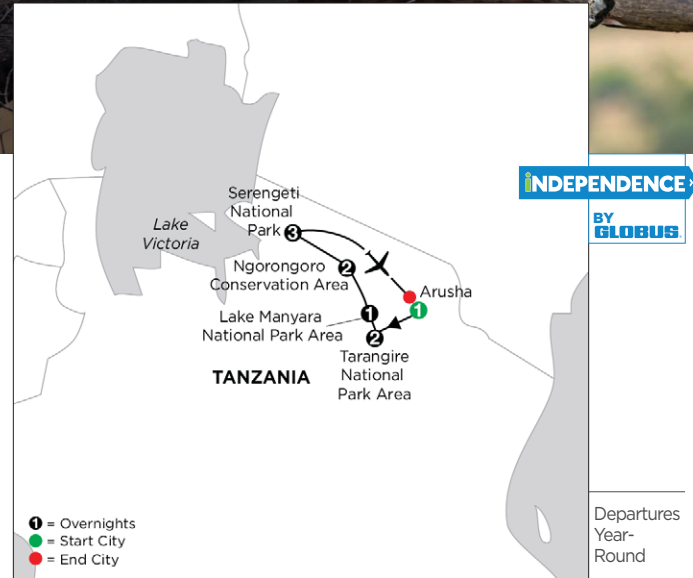 Serengeti
National
Park 3
Lake
Victoria
Ngorongoro
Conservation Area
2
Arusha
1
Lake Manyara
National Park Area
1
2
Tarangire
National
Park Area
TANZANIA
1 = Overnights
= Start City
= End City
iNDEPENDENCE
BY
GLOBUS.
Departures
Year-
Round